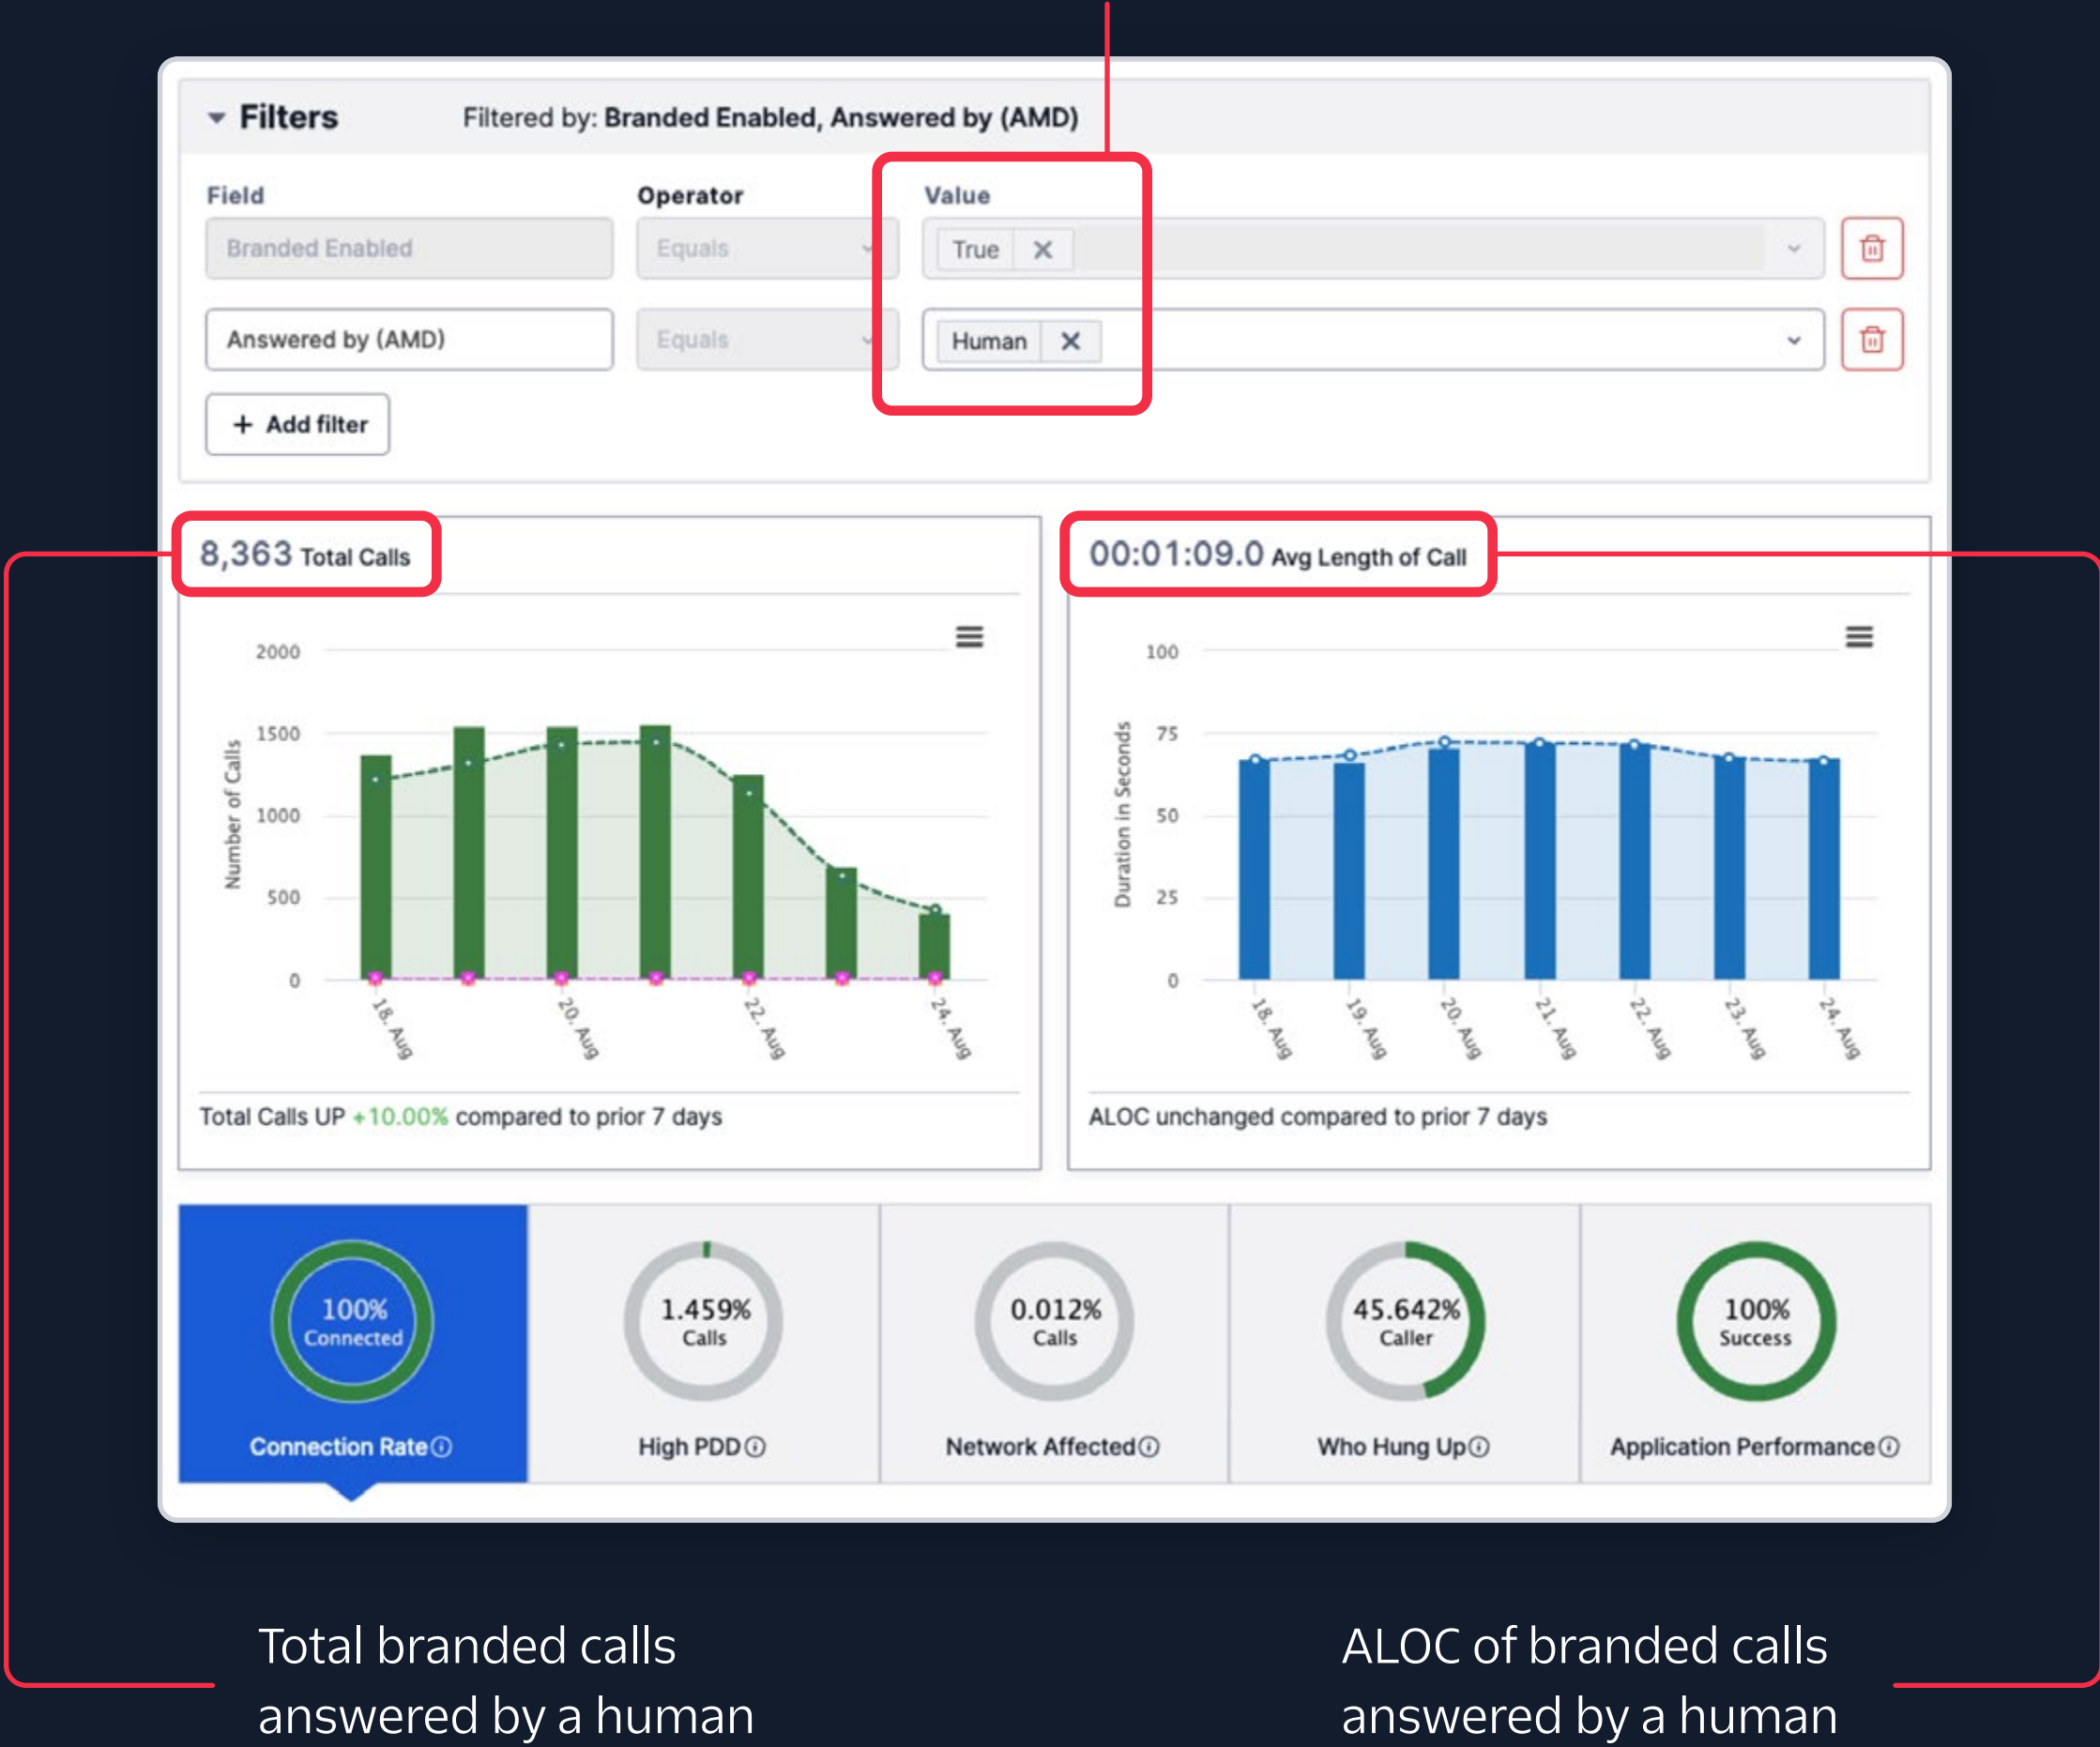 Filters
Filtered by: Branded Enabled, Answered by (AMD)
Field Operator Value
Branded Enabled Equals True
Answered by (AMD) Equals Human
+ Add filter
8,363 Total Calls
2000
1500
1000
500
0
Number of Calls
18. Aug 20. Aug 22. Aug 24. Aug
Total Calls UP +10.00% compared to prior 7 days
00:01:09.0 Avg Length of Call
100
75
50
25
0
Duration in Seconds
18. Aug 19. Aug 20. Aug 21. Aug 22. Aug 23. Aug 24. Aug
ALOC unchanged compared to prior 7 days
100%
Connected
Connection Rate
1.459%
Calls
High PDD
0.012%
Calls
Network Affected
45.642%
Caller
Who Hung Up
100%
Success
Application Performance
Total branded calls
answered by a human
ALOC of branded calls
answered by a human